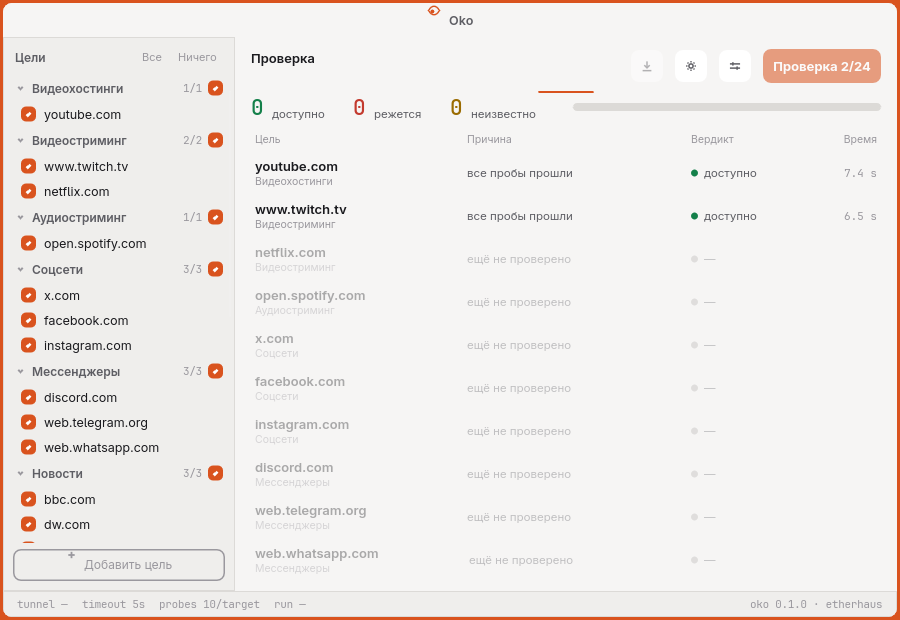 Oko
Цели
Все
Ничего
Видеохостинги 1/1
youtube.com
Видеостриминг 2/2
www.twitch.tv
netflix.com
Аудиостриминг 1/1
open.spotify.com
Соцсети 3/3
x.com
facebook.com
instagram.com
Мессенджеры 3/3
discord.com
web.telegram.org
web.whatsapp.com
Новости 3/3
bbc.com
dw.com
+ Добавить цель
Проверка
Проверка 2/24
0 доступно 0 режется 0 неизвестно
Цель Причина Вердикт Время
youtube.com
Видеохостинги
все пробы прошли доступно 7.4 s
www.twitch.tv
Видеостриминг
все пробы прошли доступно 6.5 s
netflix.com
Видеостриминг
ещё не проверено —
open.spotify.com
Аудиостриминг
ещё не проверено —
x.com
Соцсети
ещё не проверено —
facebook.com
Соцсети
ещё не проверено —
instagram.com
Соцсети
ещё не проверено —
discord.com
Мессенджеры
ещё не проверено —
web.telegram.org
Мессенджеры
ещё не проверено —
web.whatsapp.com
Мессенджеры
ещё не проверено —
tunnel — timeout 5s probes 10/target run —
oko 0.1.0 · etherhaus